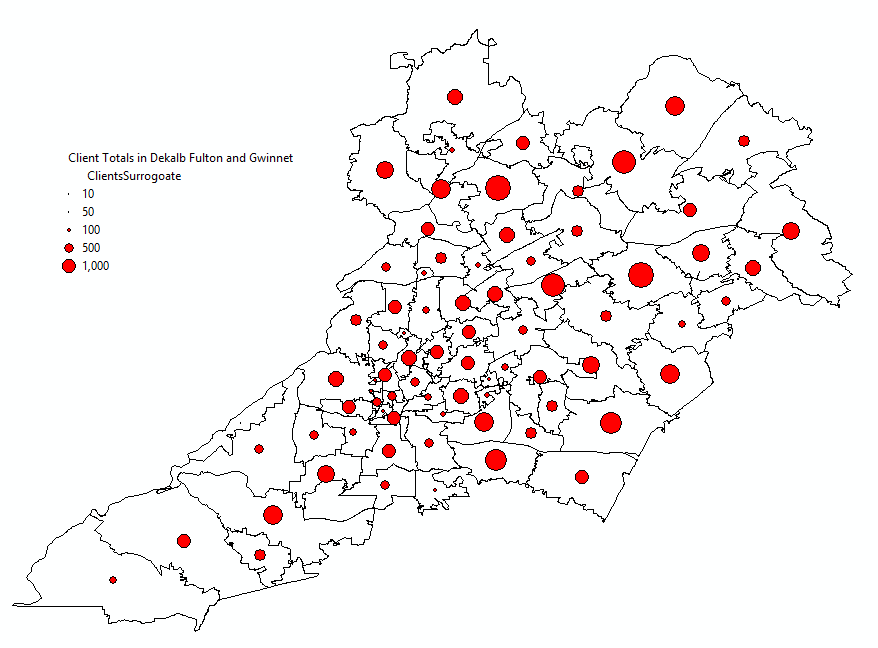 Client Totals in Dekalb Fulton and Gwinnet
ClientsSurrogoate
10
50
100
500
1,000